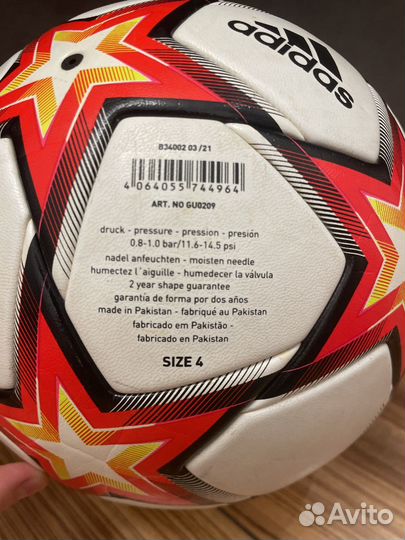 adidas
B34002 03/21
4 064055 744964
ART. NO GU0209
druck - pressure - pression - presión
0.8-1.0 bar/11.6-14.5 psi
nadel anfeuchten - moisten needle
humectez l'aiguille - humedecer la válvula
2 year shape guarantee
garantía de forma por dos años
made in Pakistan - fabriqué au Pakistan
fabricado em Pakistão -
fabricado en Pakistan
SIZE 4
Avito